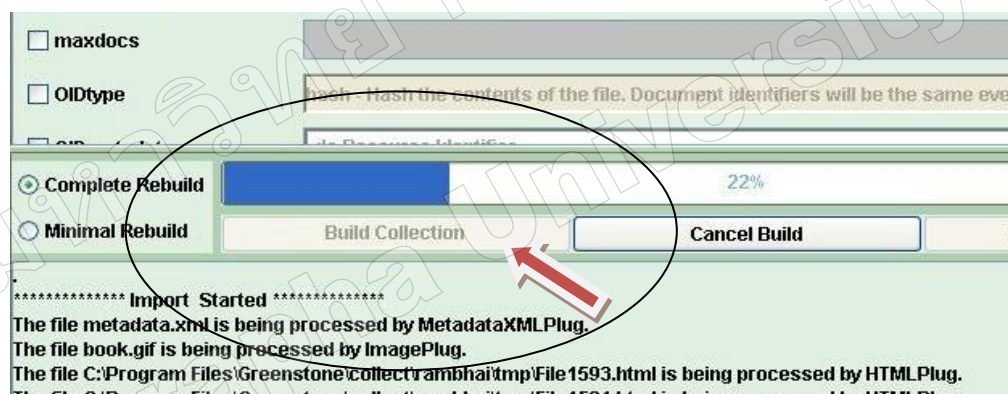 maxdocs
OIDtype
hash - Hash the contents of the file. Document identifiers will be the same eve
Complete Rebuild
22%
Minimal Rebuild
Build Collection
Cancel Build
.
************** Import Started **************
The file metadata.xml is being processed by MetadataXMLPlug.
The file book.gif is being processed by ImagePlug.
The file C:\Program Files\Greenstone\collect\rambhai\tmp\File1593.html is being processed by HTMLPlug.
University